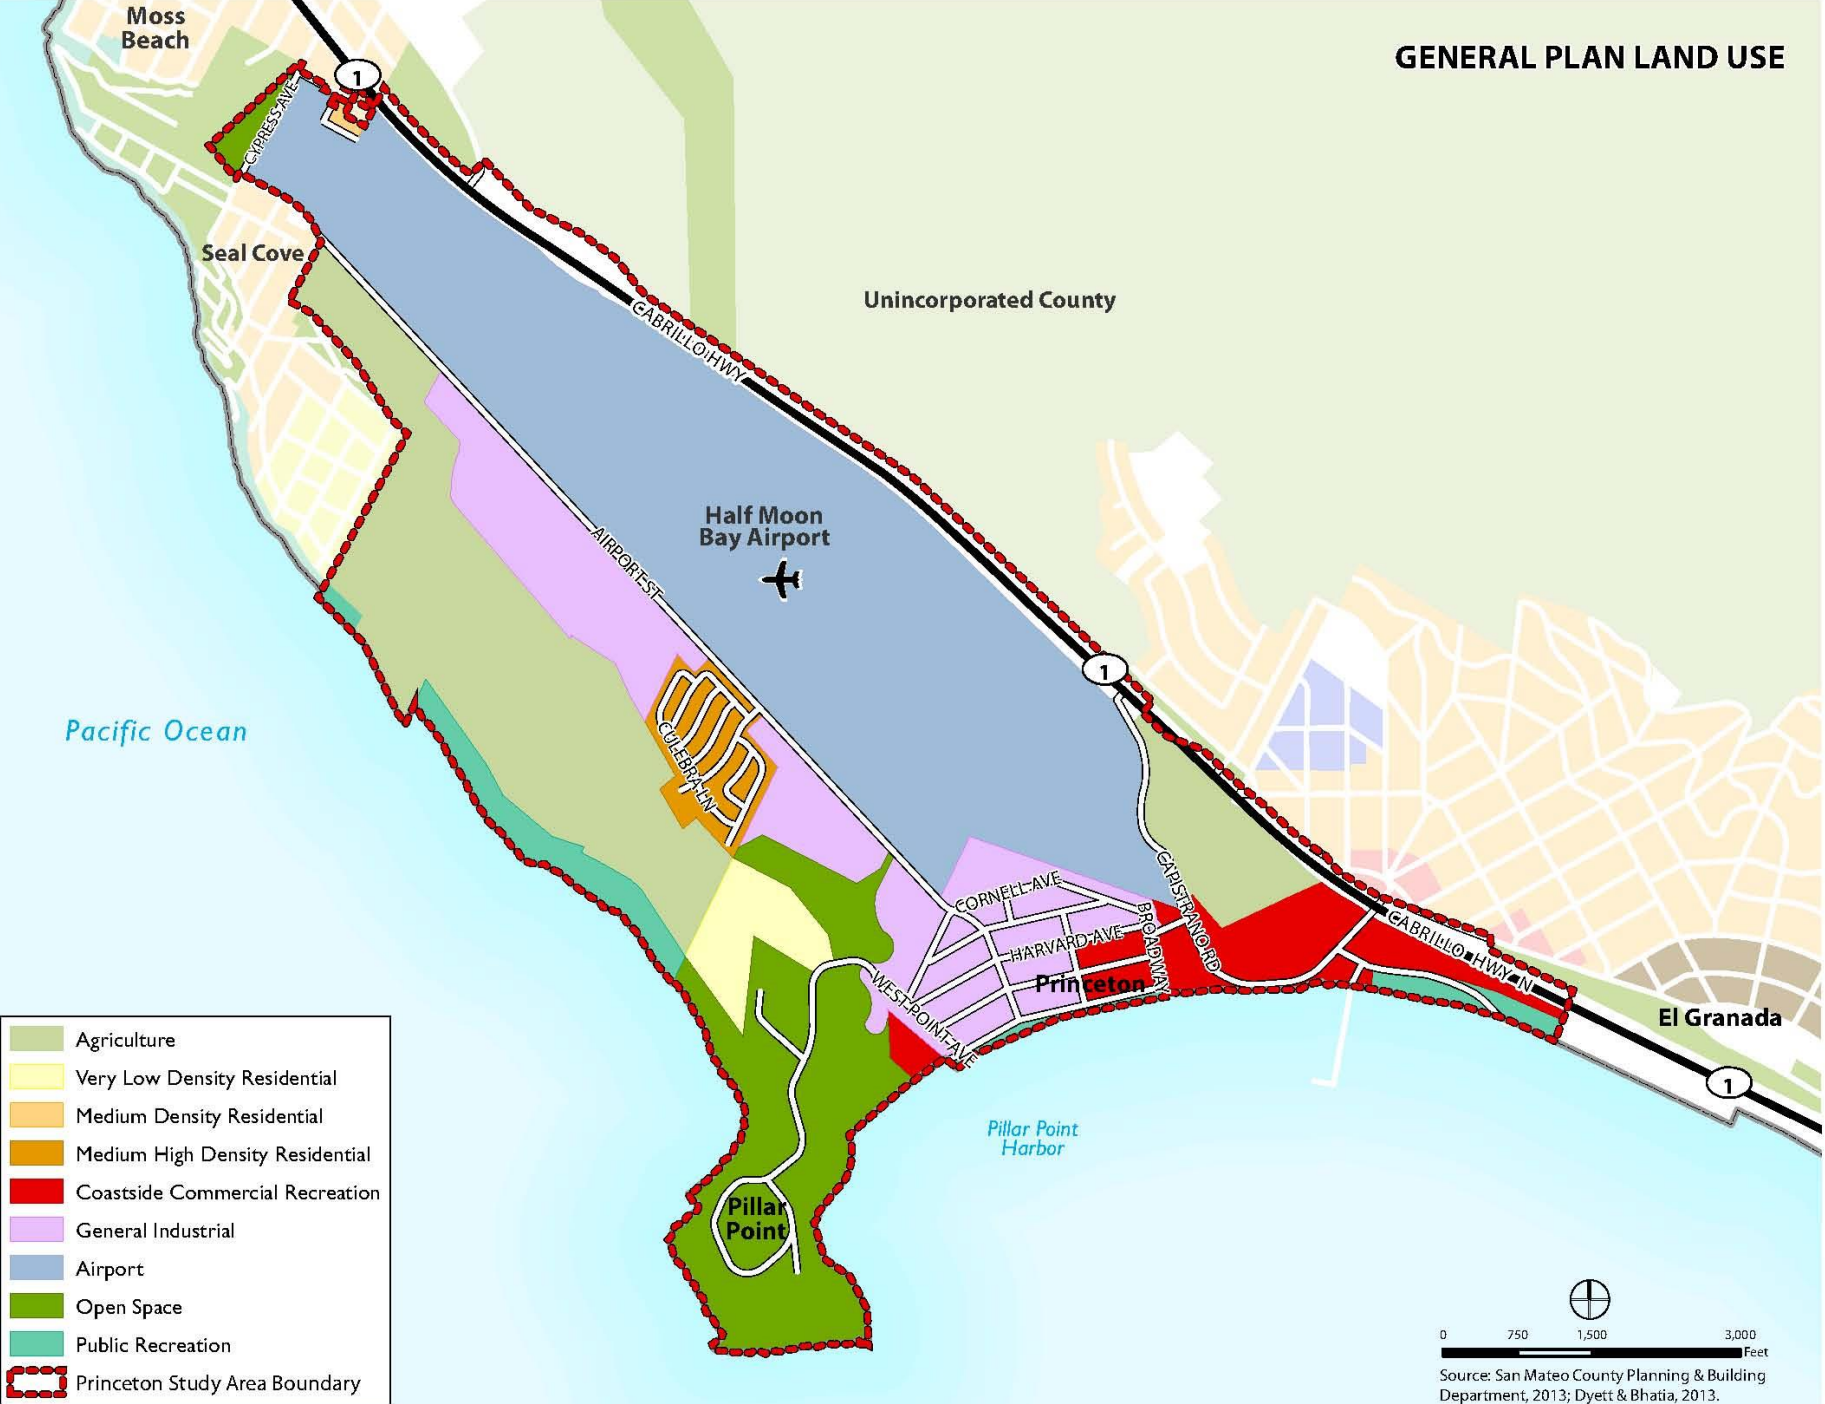 Moss
Beach
GENERAL PLAN LAND USE
1
CYPRESS AVE
Seal Cove
Unincorporated County
CABRILLO HWY
Half Moon
Bay Airport
AIRPORT ST
1
Pacific Ocean
CULEBRA LN
CORNELL AVE
CAPISTRANO RD
BROADWAY
HARVARD AVE
CABRILLO HWY N
WEST POINT AVE
Princeton
El Granada
1
Pillar Point
Harbor
Pillar
Point
Agriculture
Very Low Density Residential
Medium Density Residential
Medium High Density Residential
Coastside Commercial Recreation
General Industrial
Airport
Open Space
Public Recreation
Princeton Study Area Boundary
0 750 1,500 3,000
Feet
Source: San Mateo County Planning & Building
Department, 2013; Dyett & Bhatia, 2013.